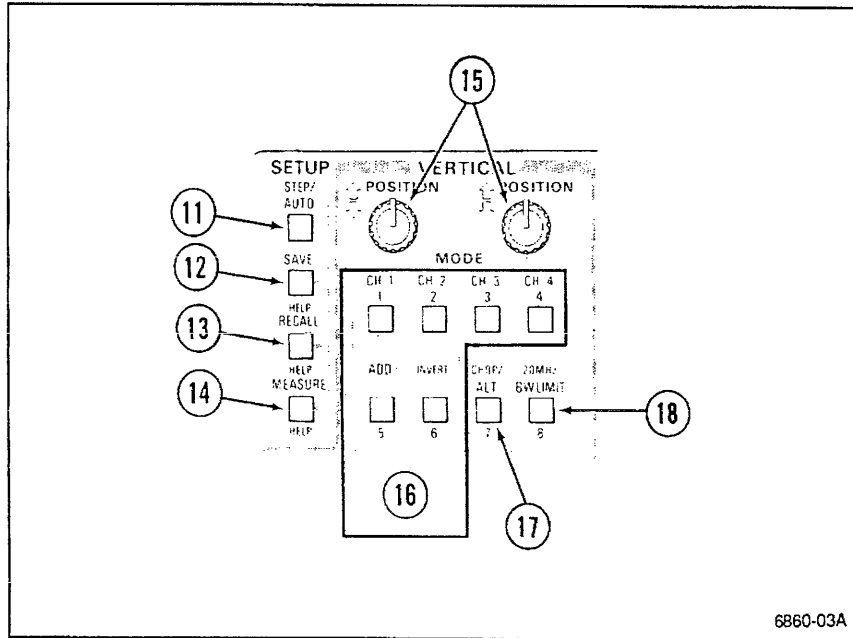 15
SETUP VERTICAL
STEP/
AUTO
POSITION POSITION
11
MODE
SAVE
12
CH 1 CH 2 CH 3 CH 4
1 2 3 4
HELP
RECALL
13
HELP
MEASURE
14
HELP
ADD INVERT CHOP/ 20MHz
ALT BW LIMIT
5 6 7 8
18
16
17
6860-03A